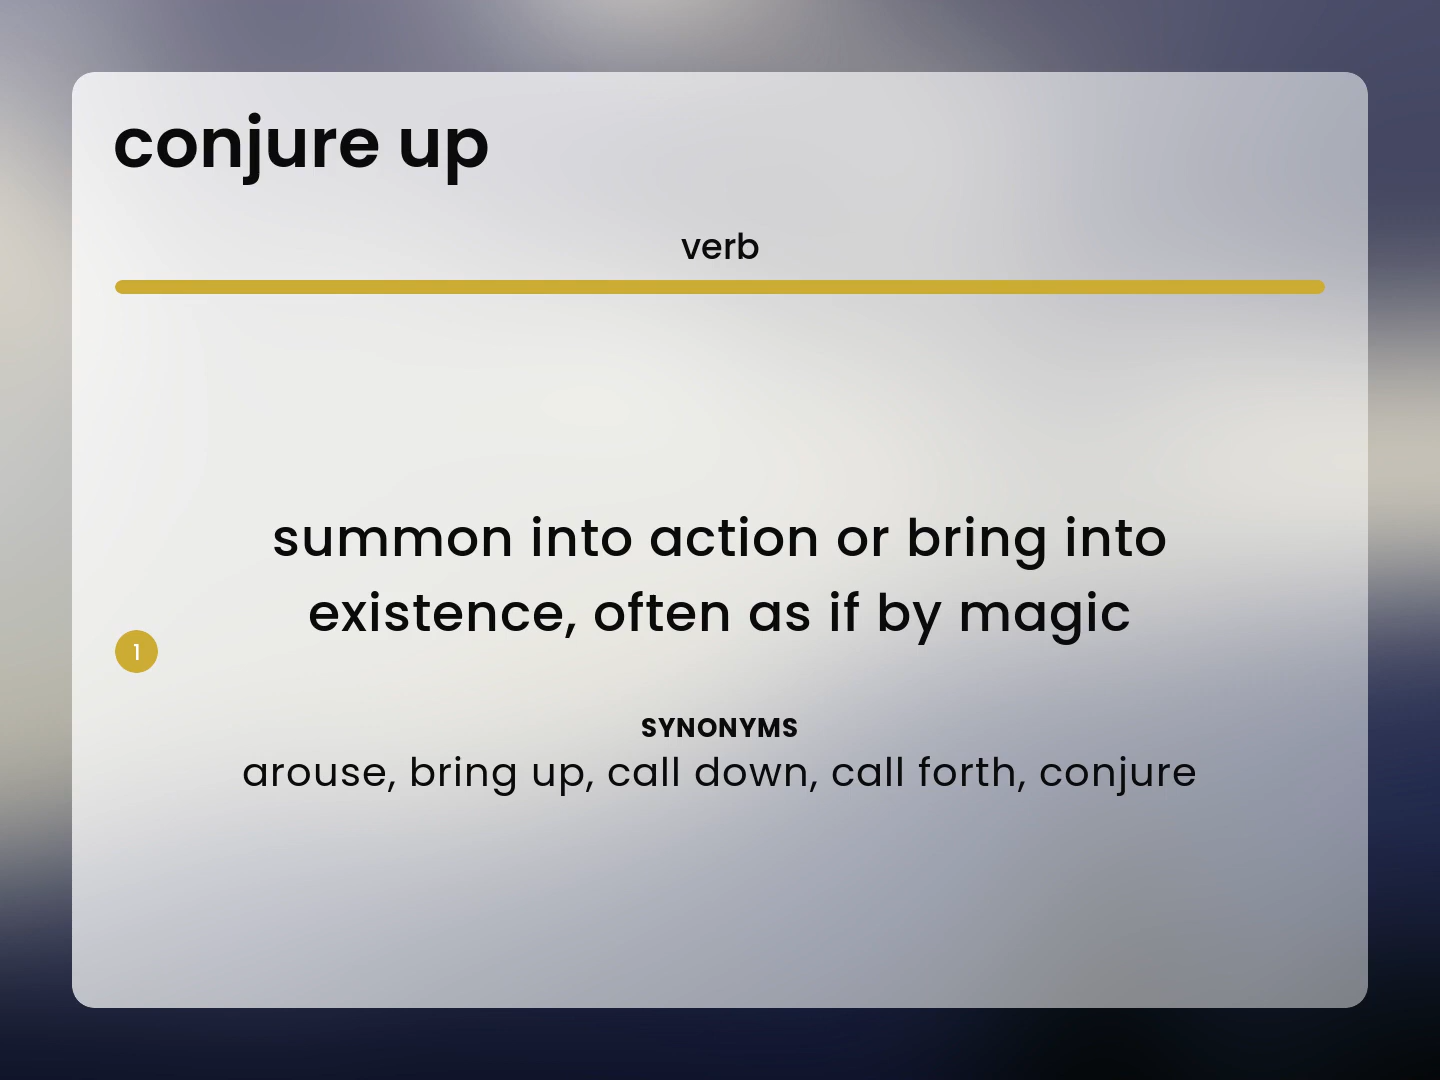 conjure up
verb
summon into action or bring into
existence, often as if by magic
1
SYNONYMS
arouse, bring up, call down, call forth, conjure